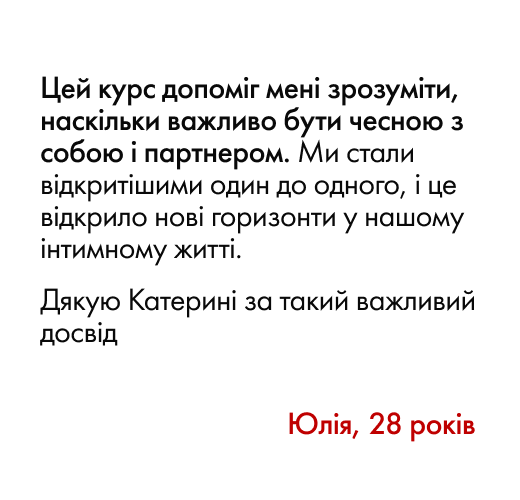 Цей курс допоміг мені зрозуміти,
наскільки важливо бути чесною з
собою і партнером. Ми стали
відкритішими один до одного, і це
відкрило нові горизонти у нашому
інтимному житті.
Дякую Катерині за такий важливий
досвід
Юлія, 28 років